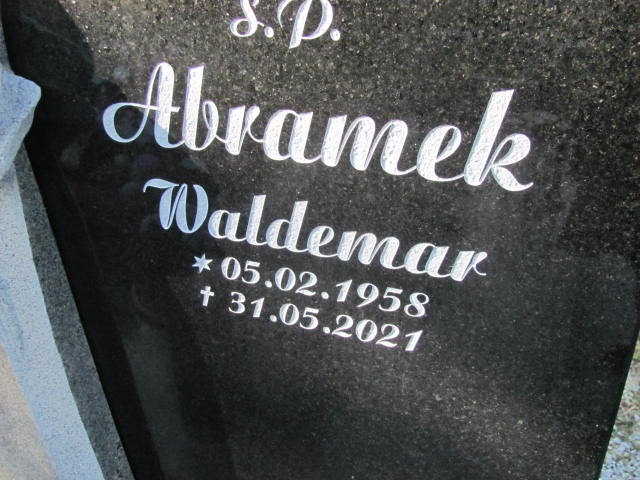 Ś.P.
Abramek
Waldemar
* 05.02.1958
† 31.05.2021